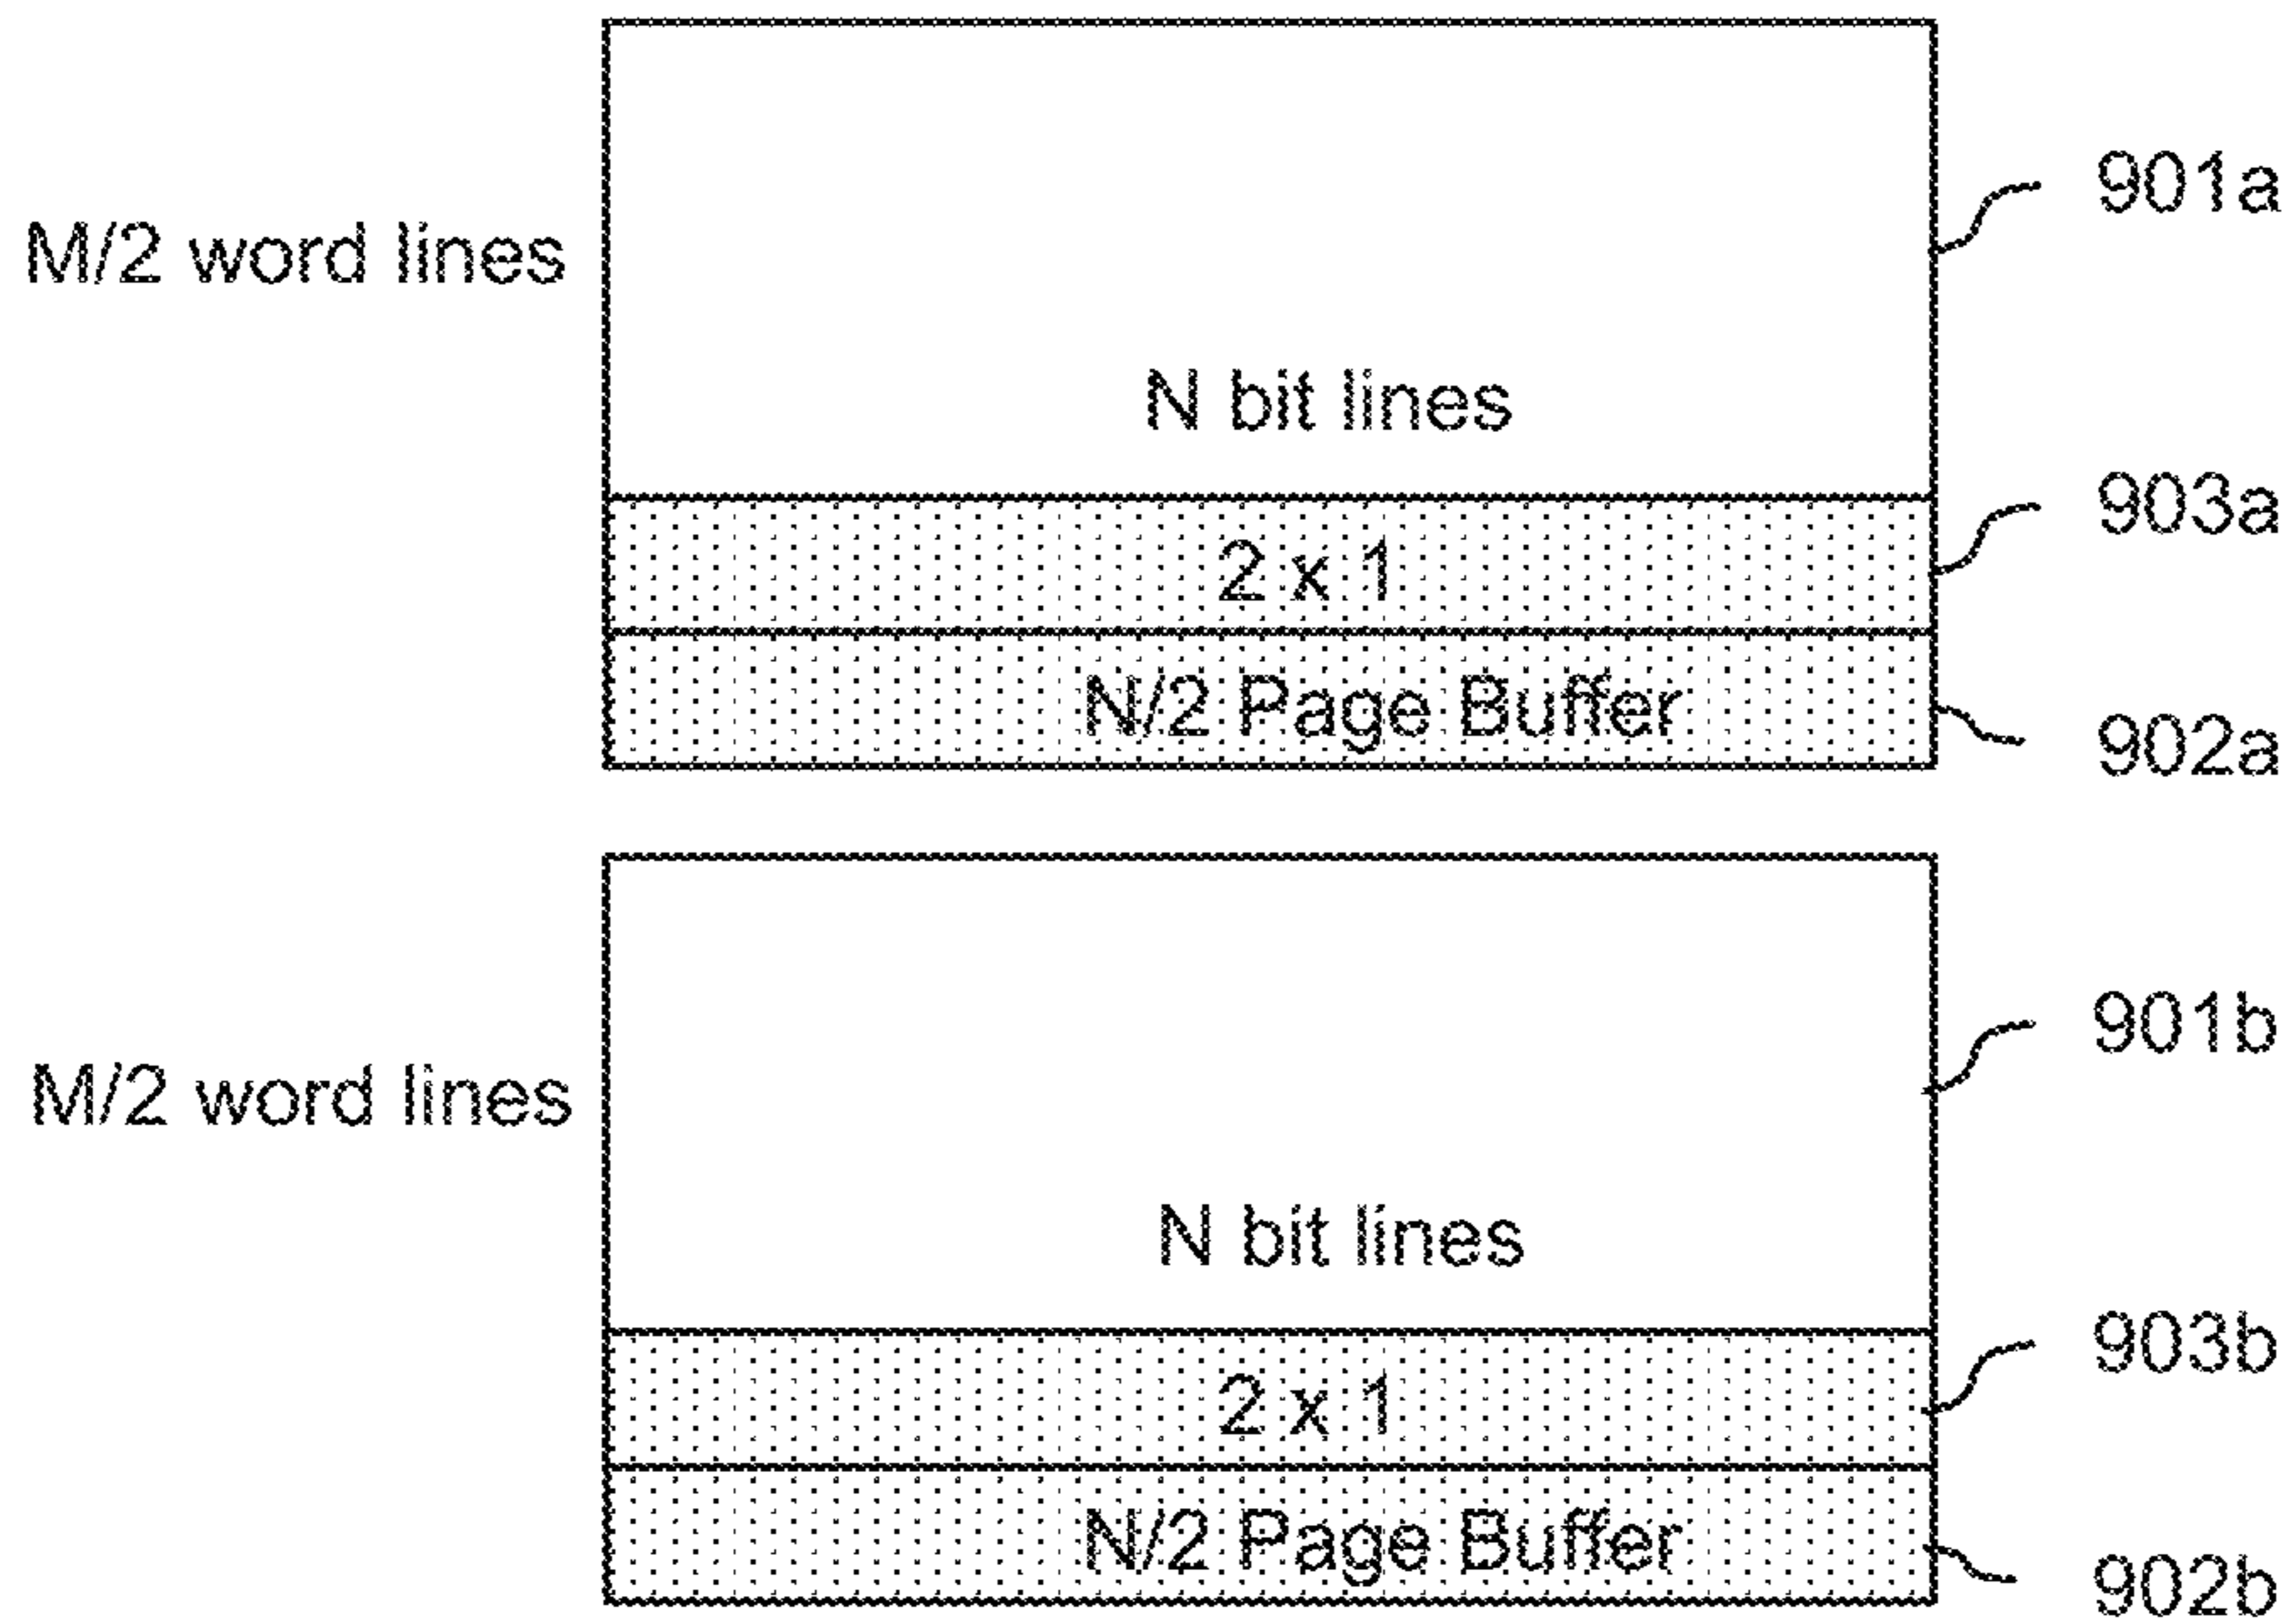 901a
M/2 word lines
N bit lines
903a
2 x 1
N/2 Page Buffer
902a
901b
M/2 word lines
N bit lines
903b
2 x 1
N/2 Page Buffer
902b